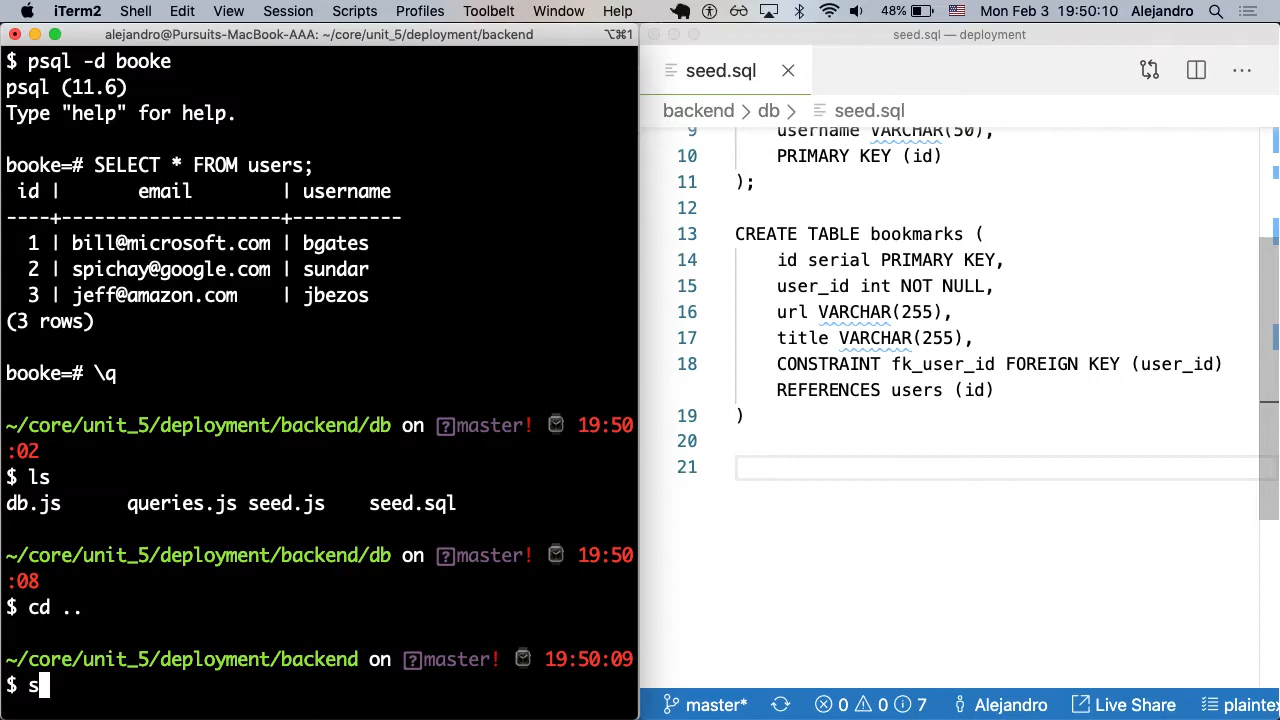 iTerm2 Shell Edit View Session Scripts Profiles Toolbelt Window Help 48% Mon Feb 3 19:50:10 Alejandro
alejandro@Pursuits-MacBook-AAA: ~/core/unit_5/deployment/backend ⌥⌘1
$ psql -d booke
psql (11.6)
Type "help" for help.
booke=# SELECT * FROM users;
id | email | username
----+--------------------+----------
1 | bill@microsoft.com | bgates
2 | spichay@google.com | sundar
3 | jeff@amazon.com | jbezos
(3 rows)
booke=# \q
~/core/unit_5/deployment/backend/db on master! 19:50
:02
$ ls
db.js queries.js seed.js seed.sql
~/core/unit_5/deployment/backend/db on master! 19:50
:08
$ cd ..
~/core/unit_5/deployment/backend on master! 19:50:09
$ s
seed.sql — deployment
seed.sql
backend > db > seed.sql
9 username VARCHAR(50),
10 PRIMARY KEY (id)
11 );
12
13 CREATE TABLE bookmarks (
14 id serial PRIMARY KEY,
15 user_id int NOT NULL,
16 url VARCHAR(255),
17 title VARCHAR(255),
18 CONSTRAINT fk_user_id FOREIGN KEY (user_id)
REFERENCES users (id)
19 )
20
21
master* 0 0 7 Alejandro Live Share plainte